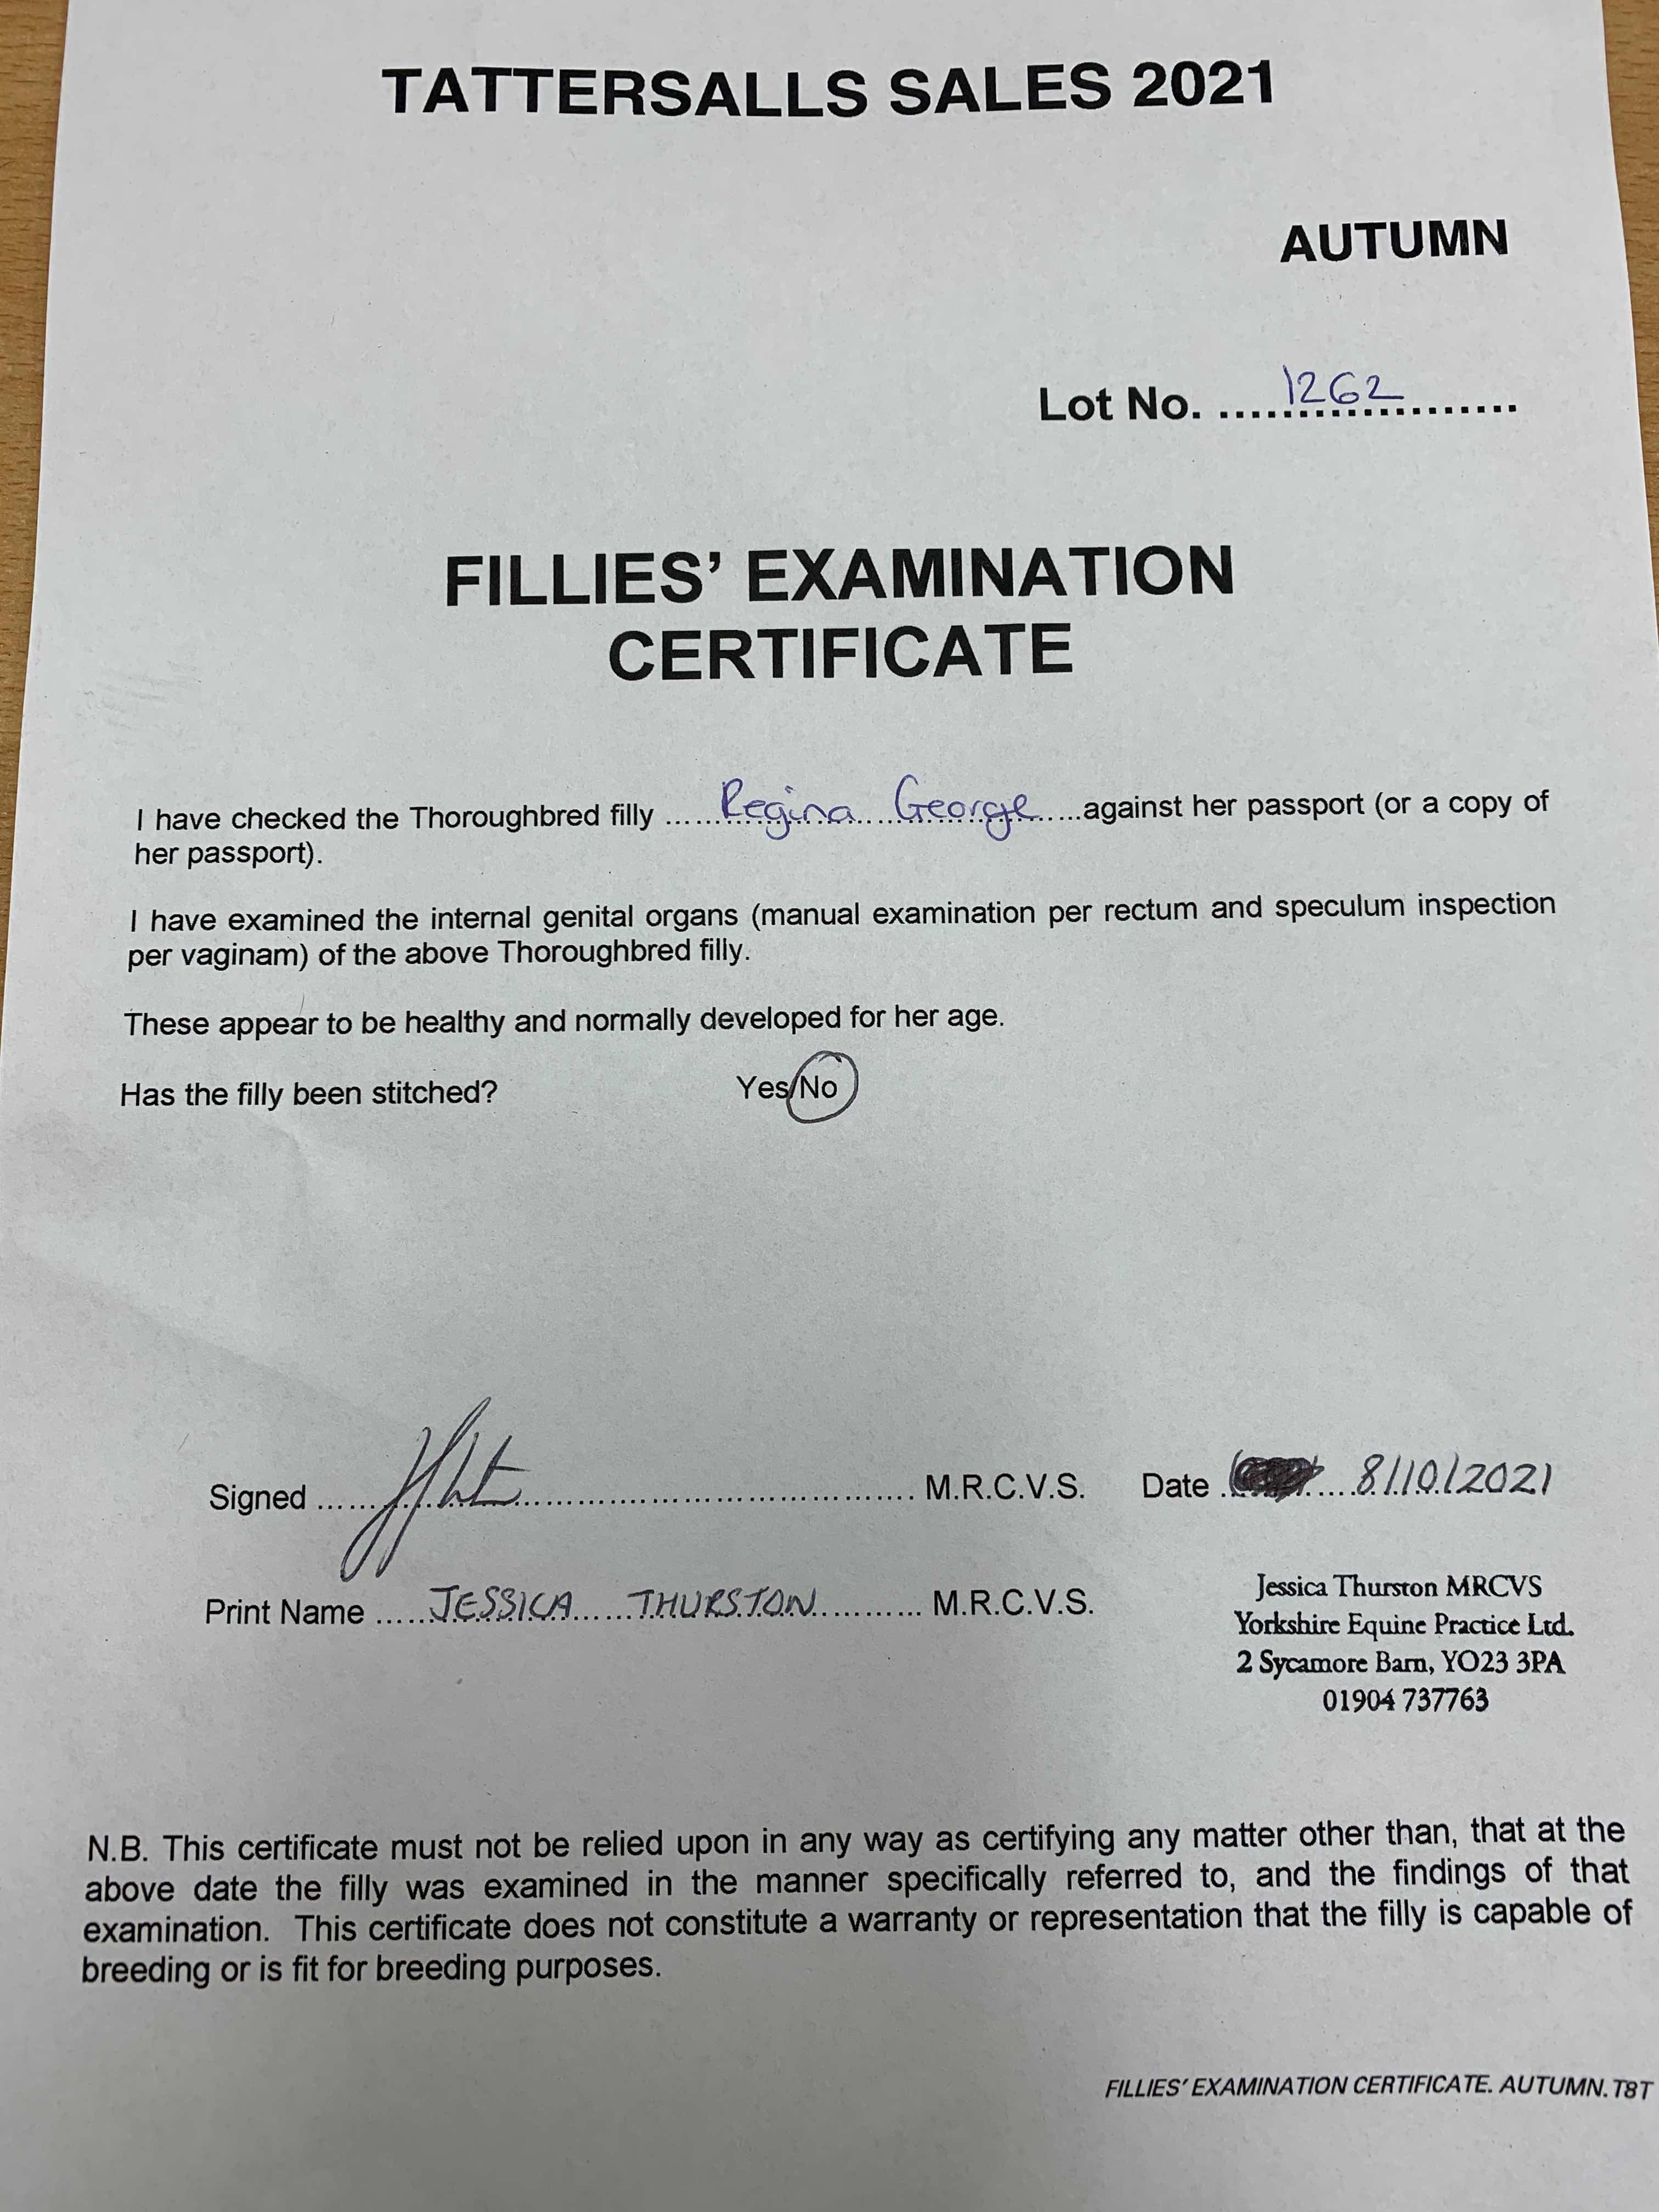 TATTERSALLS SALES 2021
AUTUMN
Lot No. ....1262....
FILLIES’ EXAMINATION
CERTIFICATE
I have checked the Thoroughbred filly ......Regina George......against her passport (or a copy of
her passport).
I have examined the internal genital organs (manual examination per rectum and speculum inspection
per vaginam) of the above Thoroughbred filly.
These appear to be healthy and normally developed for her age.
Has the filly been stitched? Yes/No
Signed ........ M.R.C.V.S. Date ........ 8/10/2021
Print Name .....JESSICA......THURSTON.......... M.R.C.V.S.
Jessica Thurston MRCVS
Yorkshire Equine Practice Ltd.
2 Sycamore Barn, YO23 3PA
01904 737763
N.B. This certificate must not be relied upon in any way as certifying any matter other than, that at the
above date the filly was examined in the manner specifically referred to, and the findings of that
examination. This certificate does not constitute a warranty or representation that the filly is capable of
breeding or is fit for breeding purposes.
FILLIES’ EXAMINATION CERTIFICATE. AUTUMN. T8T